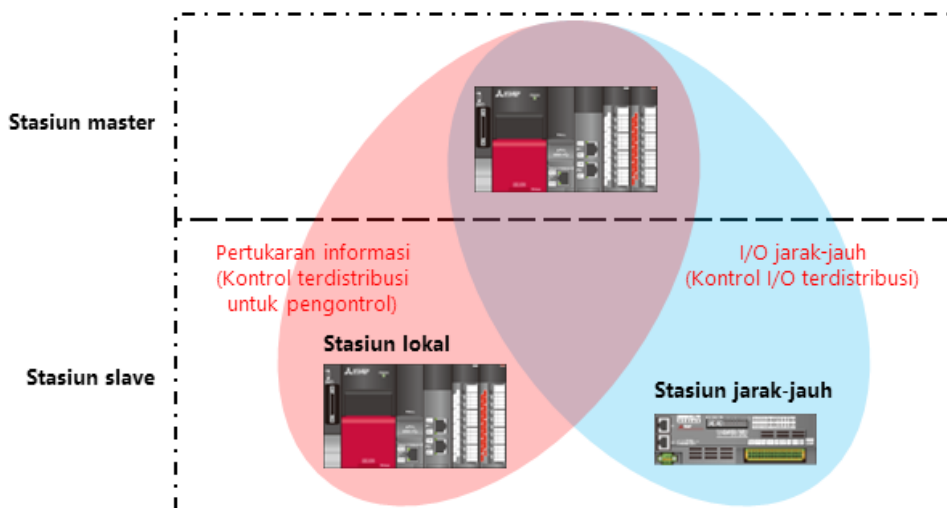 Stasiun master
Pertukaran informasi
(Kontrol terdistribusi
untuk pengontrol)
I/O jarak-jauh
(Kontrol I/O terdistribusi)
Stasiun slave
Stasiun lokal
Stasiun jarak-jauh